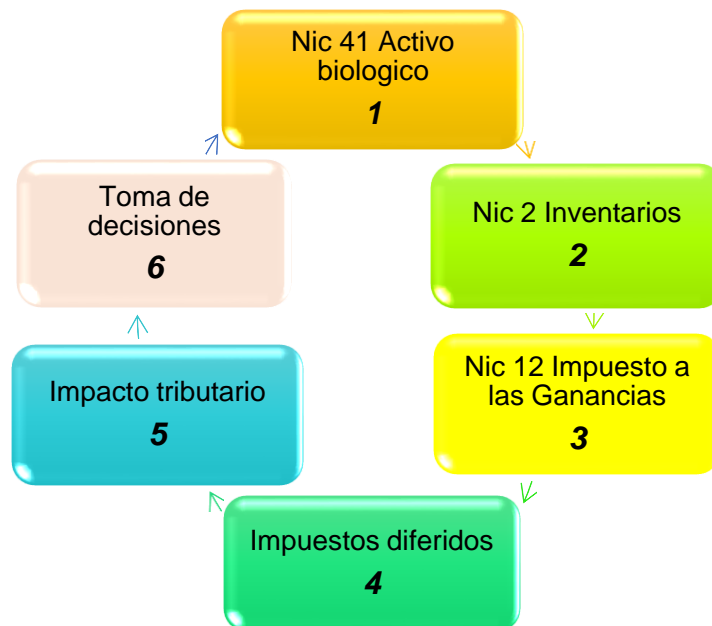 Nic 41 Activo
biologico
1
Nic 2 Inventarios
2
Nic 12 Impuesto a
las Ganancias
3
Impuestos diferidos
4
Impacto tributario
5
Toma de
decisiones
6